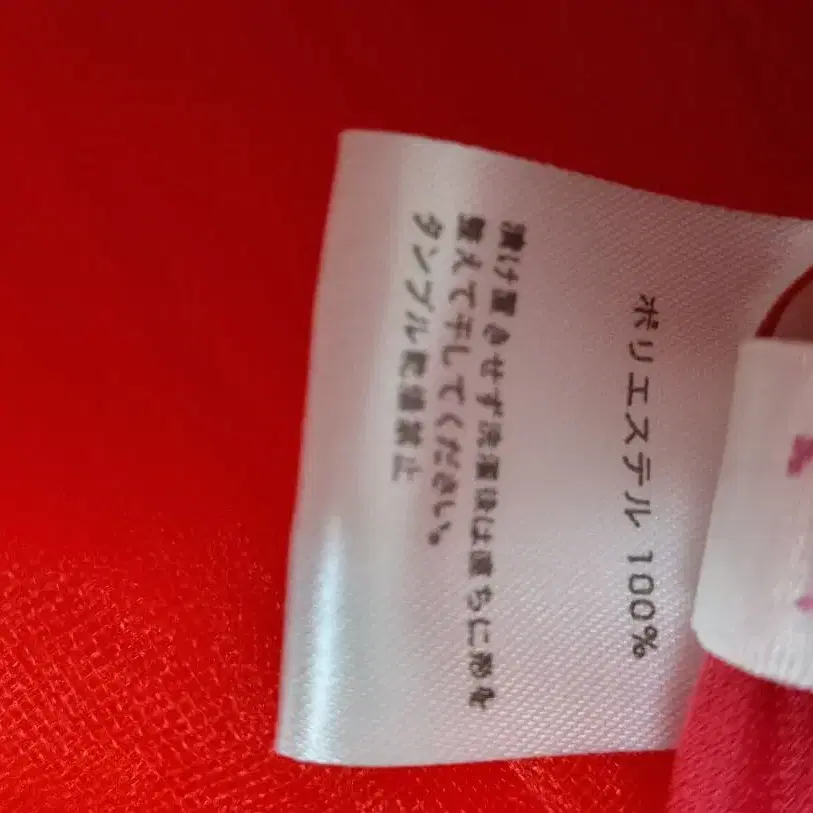 ポリエステル 100%
漬け置きせず洗濯後は直ちに形を
整えて干してください。
タンブル乾燥禁止